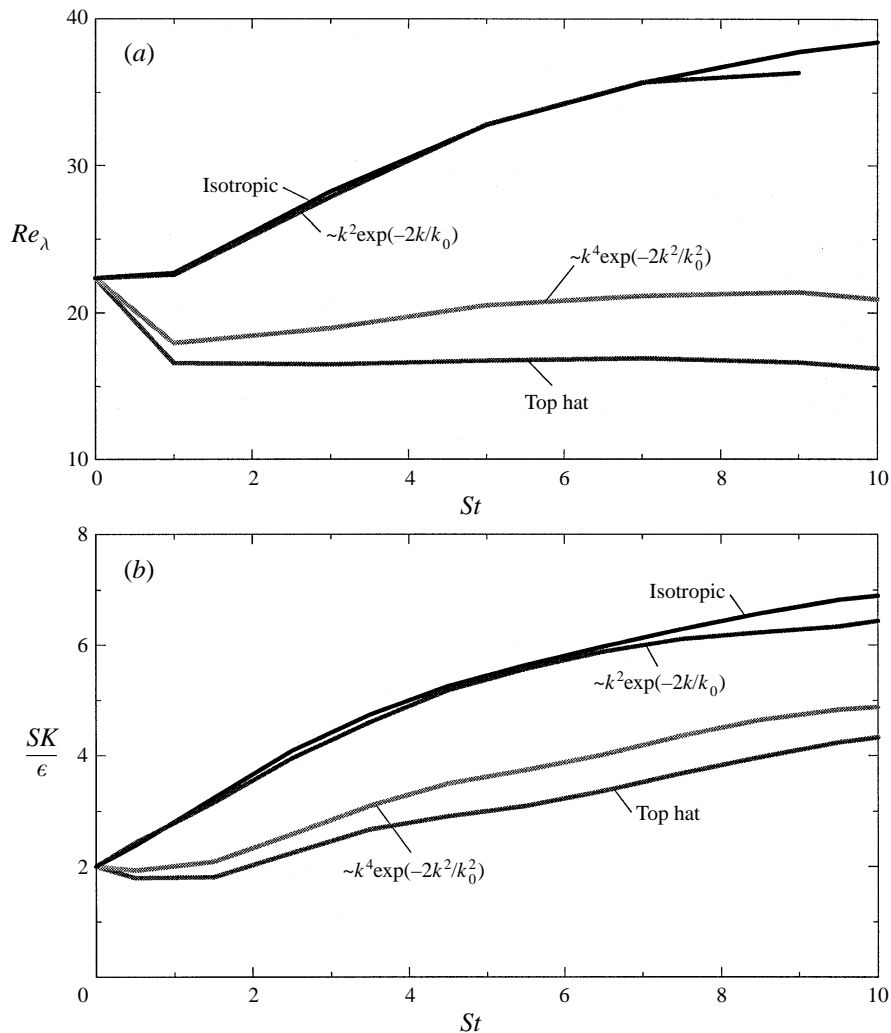 (a)
40
30
20
10
Re_λ
Isotropic
~k²exp(−2k/k₀)
~k⁴exp(−2k²/k₀²)
Top hat
0 2 4 6 8 10
St
(b)
8
6
4
2
SK
ϵ
Isotropic
~k²exp(−2k/k₀)
Top hat
~k⁴exp(−2k²/k₀²)
0 2 4 6 8 10
St